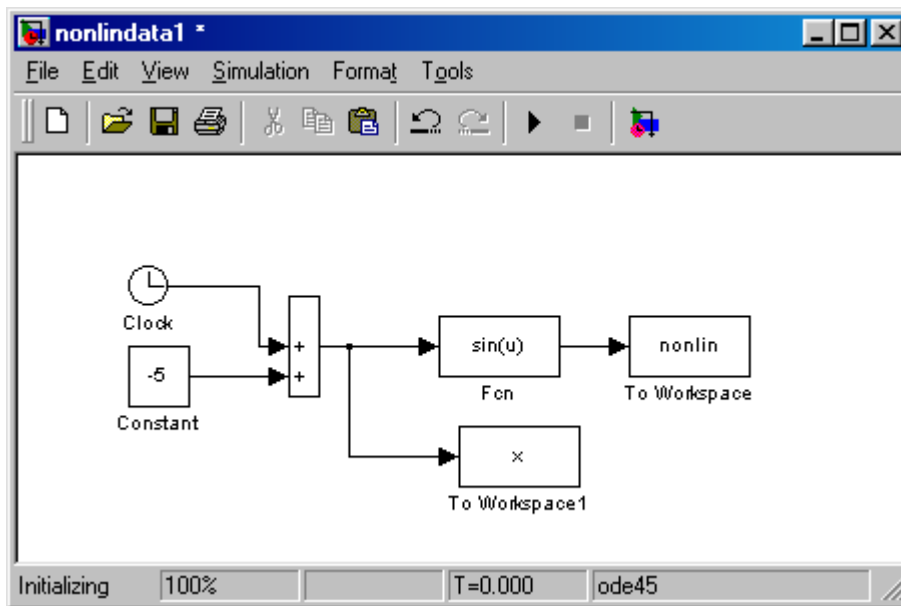 nonlindata1 *
File Edit View Simulation Format Tools
Clock
-5
Constant
+
+
sin(u)
Fcn
nonlin
To Workspace
x
To Workspace1
Initializing 100% T=0.000 ode45